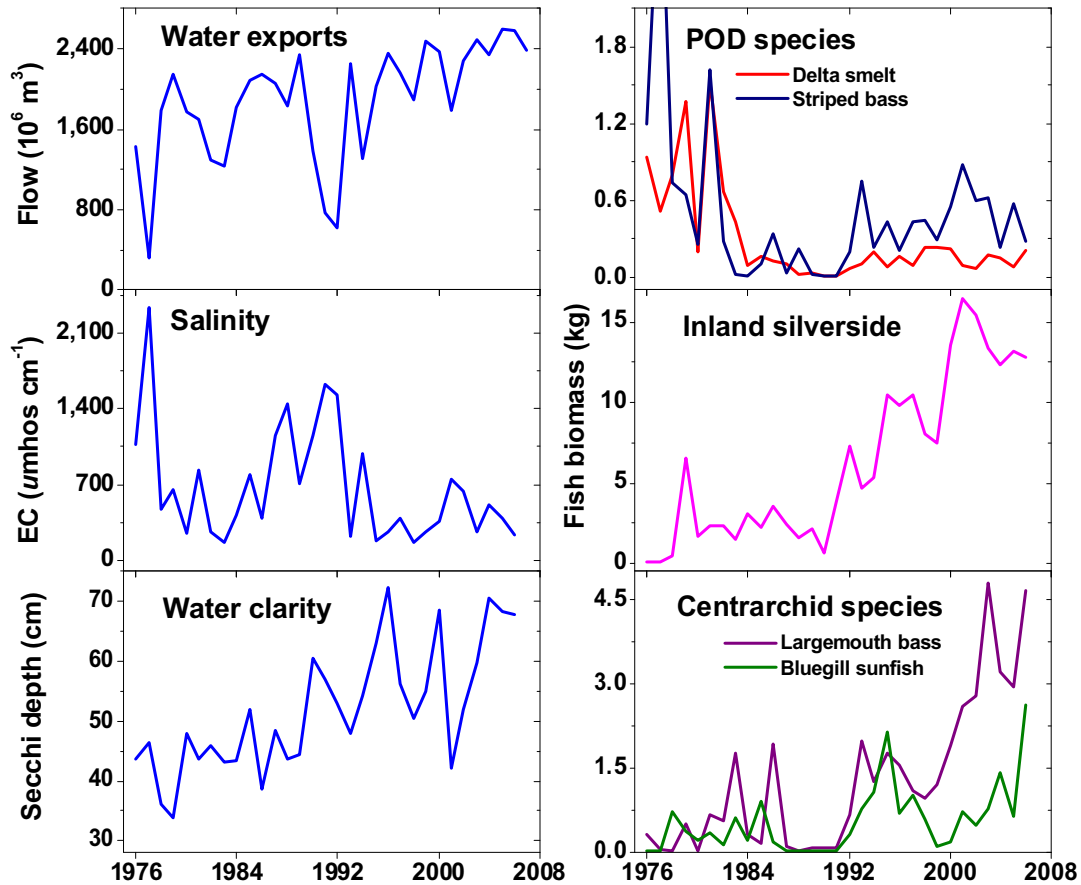 Water exports
Flow (10⁶ m³)
2,400
1,600
800
0
Salinity
EC (umhos cm⁻¹)
2,100
1,400
700
0
Water clarity
Secchi depth (cm)
70
60
50
40
30
1976 1984 1992 2000 2008
POD species
Delta smelt
Striped bass
1.8
1.2
0.6
0.0
Fish biomass (kg)
Inland silverside
15
10
5
0
Centrarchid species
Largemouth bass
Bluegill sunfish
4.5
3.0
1.5
0.0
1976 1984 1992 2000 2008